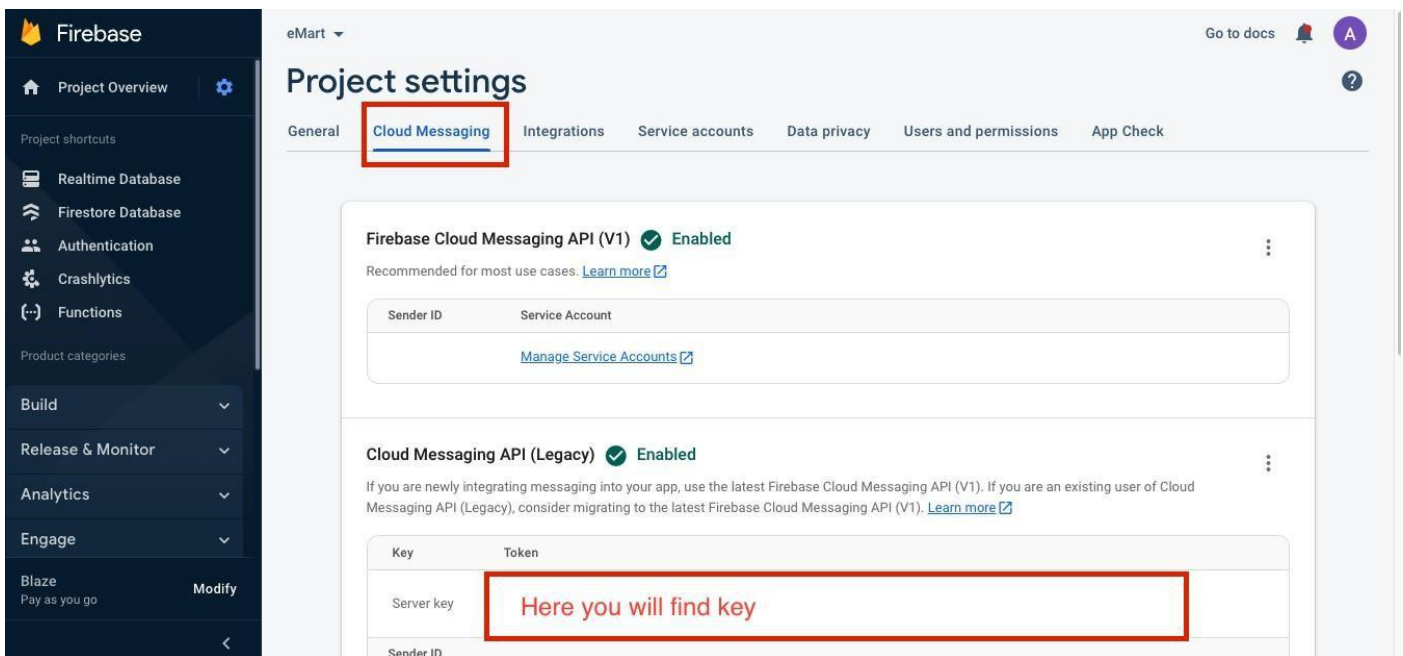 Firebase
eMart
Go to docs
A
Project Overview
Project settings
General
Cloud Messaging
Integrations
Service accounts
Data privacy
Users and permissions
App Check
Project shortcuts
Realtime Database
Firestore Database
Authentication
Crashlytics
Functions
Product categories
Build
Release & Monitor
Analytics
Engage
Blaze
Pay as you go
Modify
Firebase Cloud Messaging API (V1) Enabled
Recommended for most use cases. Learn more
Sender ID Service Account
Manage Service Accounts
Cloud Messaging API (Legacy) Enabled
If you are newly integrating messaging into your app, use the latest Firebase Cloud Messaging API (V1). If you are an existing user of Cloud
Messaging API (Legacy), consider migrating to the latest Firebase Cloud Messaging API (V1). Learn more
Key Token
Server key Here you will find key
Sender ID